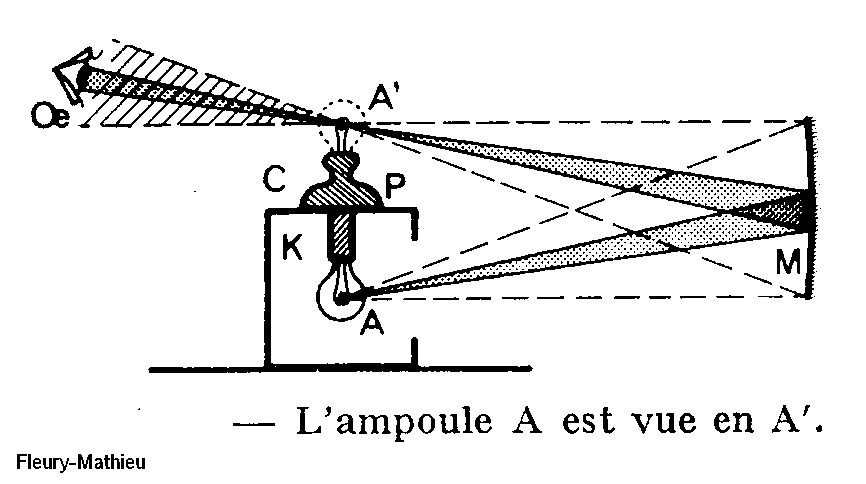 A'
Oe
C
P
K
M
A
— L'ampoule A est vue en A'.
Fleury-Mathieu